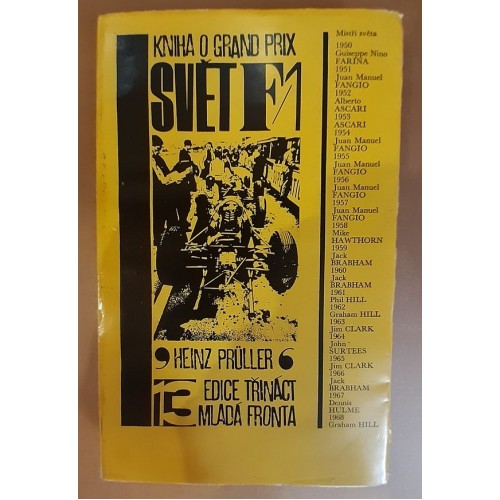 KNIHA O GRAND PRIX
SVĚT F1
HEINZ PRÜLLER
13 EDICE TŘINÁCT
MLADÁ FRONTA
Mistři světa
1950
Guiseppe Nino
FARINA
1951
Juan Manuel
FANGIO
1952
Alberto
ASCARI
1953
ASCARI
1954
Juan Manuel
FANGIO
1955
Juan Manuel
FANGIO
1956
Juan Manuel
FANGIO
1957
Juan Manuel
FANGIO
1958
Mike
HAWTHORN
1959
Jack
BRABHAM
1960
Jack
BRABHAM
1961
Phil HILL
1962
Graham HILL
1963
Jim CLARK
1964
John
SURTEES
1965
Jim CLARK
1966
Jack
BRABHAM
1967
Dennis
HULME
1968
Graham HILL